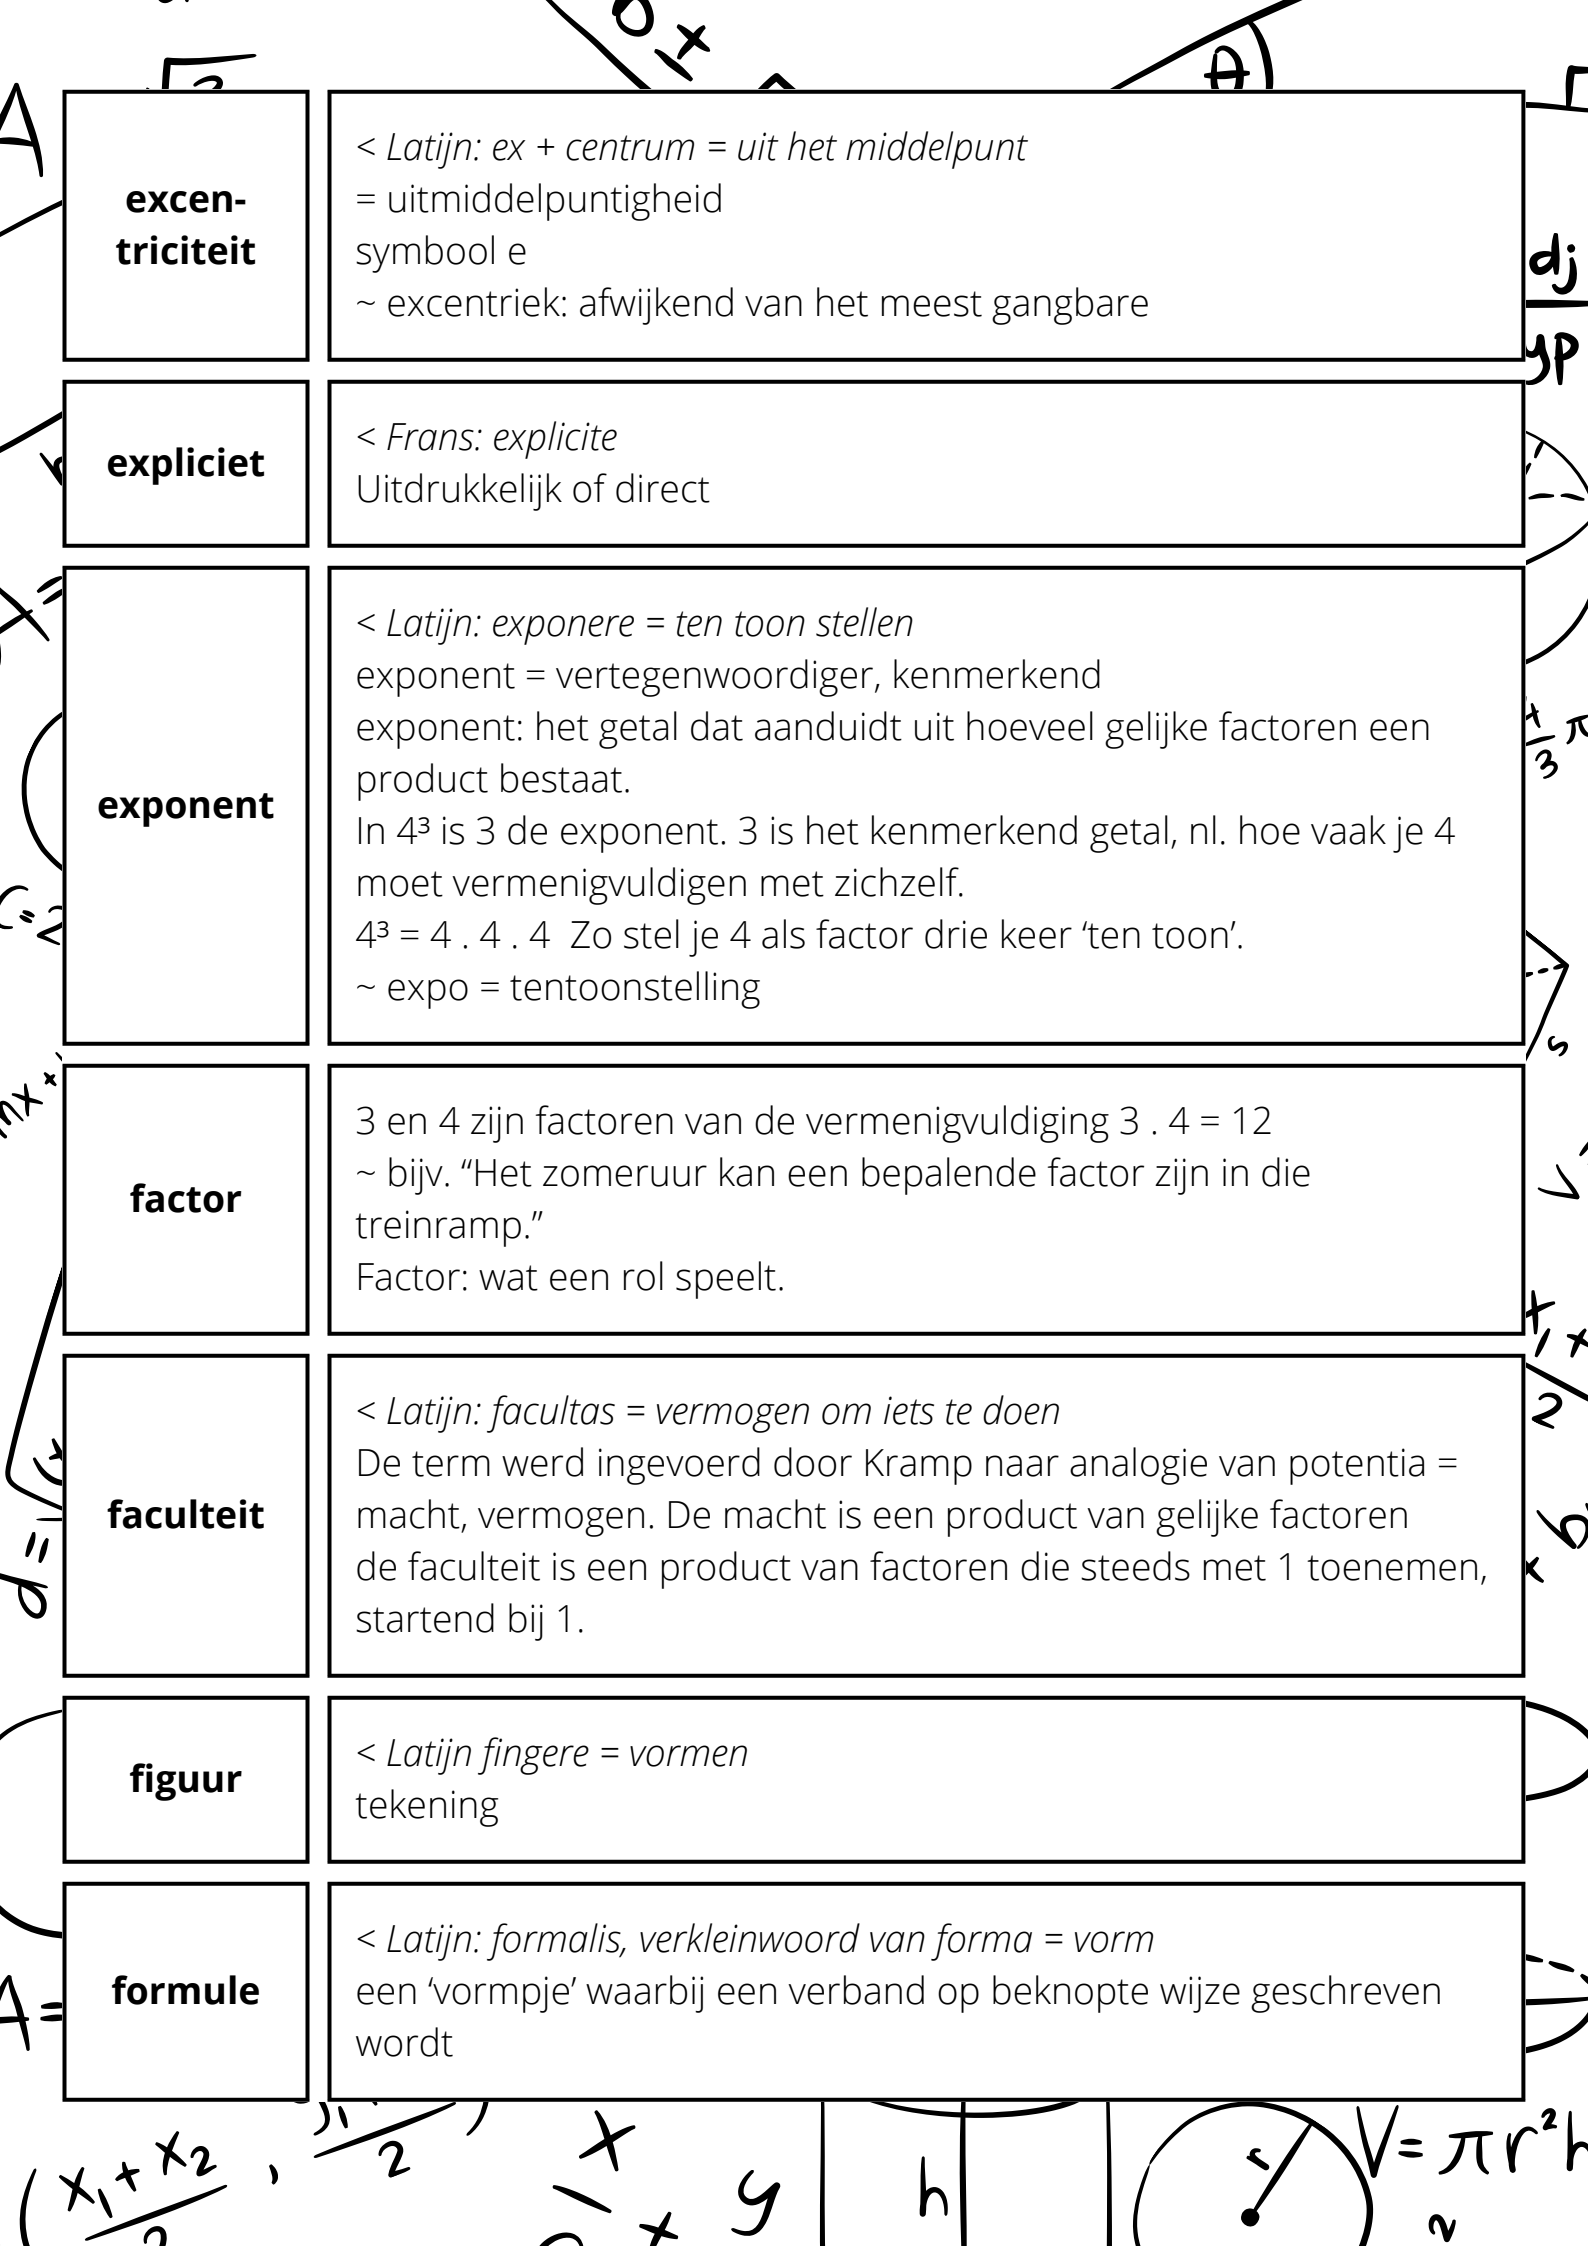 excen-
triciteit
< Latijn: ex + centrum = uit het middelpunt
= uitmiddelpuntigheid
symbool e
~ excentriek: afwijkend van het meest gangbare
expliciet
< Frans: explicite
Uitdrukkelijk of direct
exponent
< Latijn: exponere = ten toon stellen
exponent = vertegenwoordiger, kenmerkend
exponent: het getal dat aanduidt uit hoeveel gelijke factoren een
product bestaat.
In 4³ is 3 de exponent. 3 is het kenmerkend getal, nl. hoe vaak je 4
moet vermenigvuldigen met zichzelf.
4³ = 4 . 4 . 4  Zo stel je 4 als factor drie keer ‘ten toon’.
~ expo = tentoonstelling
factor
3 en 4 zijn factoren van de vermenigvuldiging 3 . 4 = 12
~ bijv. “Het zomeruur kan een bepalende factor zijn in die
treinramp.”
Factor: wat een rol speelt.
faculteit
< Latijn: facultas = vermogen om iets te doen
De term werd ingevoerd door Kramp naar analogie van potentia =
macht, vermogen. De macht is een product van gelijke factoren
de faculteit is een product van factoren die steeds met 1 toenemen,
startend bij 1.
figuur
< Latijn fingere = vormen
tekening
formule
< Latijn: formalis, verkleinwoord van forma = vorm
een ‘vormpje’ waarbij een verband op beknopte wijze geschreven
wordt
x₁ + x₂
2
x
y
h
r
V = πr²h